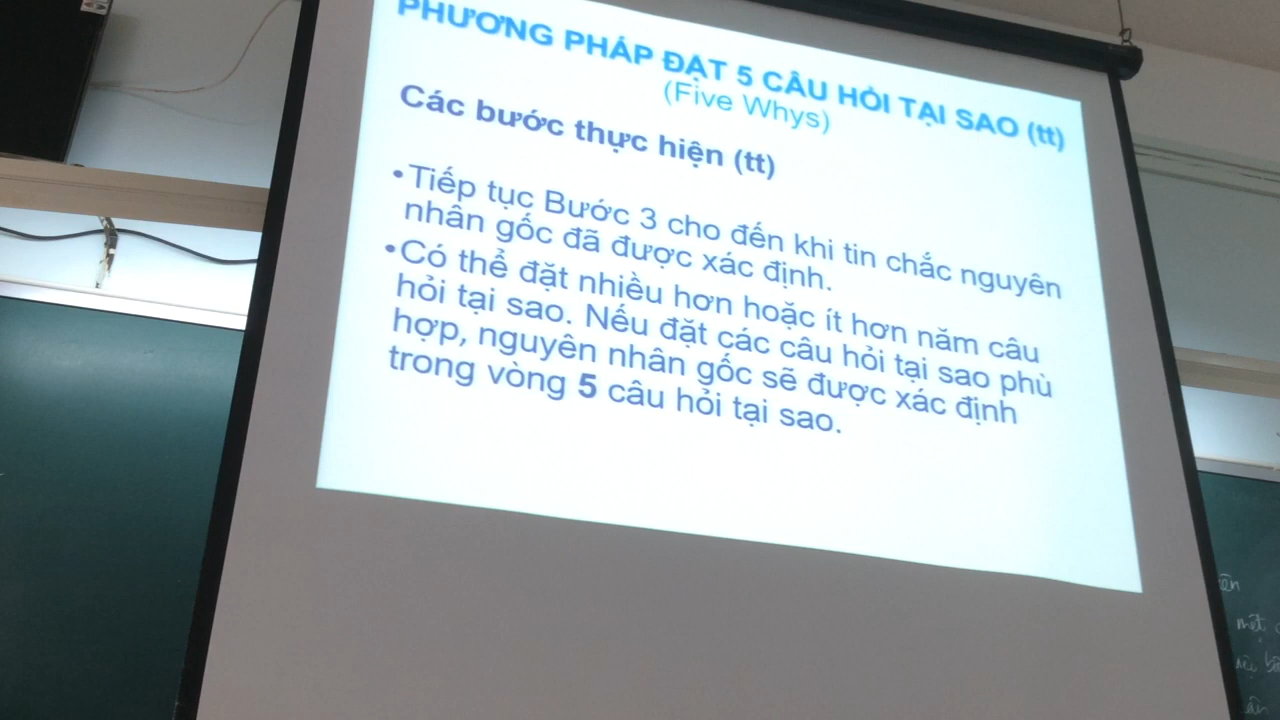 PHƯƠNG PHÁP ĐẶT 5 CÂU HỎI TẠI SAO (tt)
(Five Whys)
Các bước thực hiện (tt)
•Tiếp tục Bước 3 cho đến khi tin chắc nguyên
nhân gốc đã được xác định.
•Có thể đặt nhiều hơn hoặc ít hơn năm câu
hỏi tại sao. Nếu đặt các câu hỏi tại sao phù
hợp, nguyên nhân gốc sẽ được xác định
trong vòng 5 câu hỏi tại sao.
một